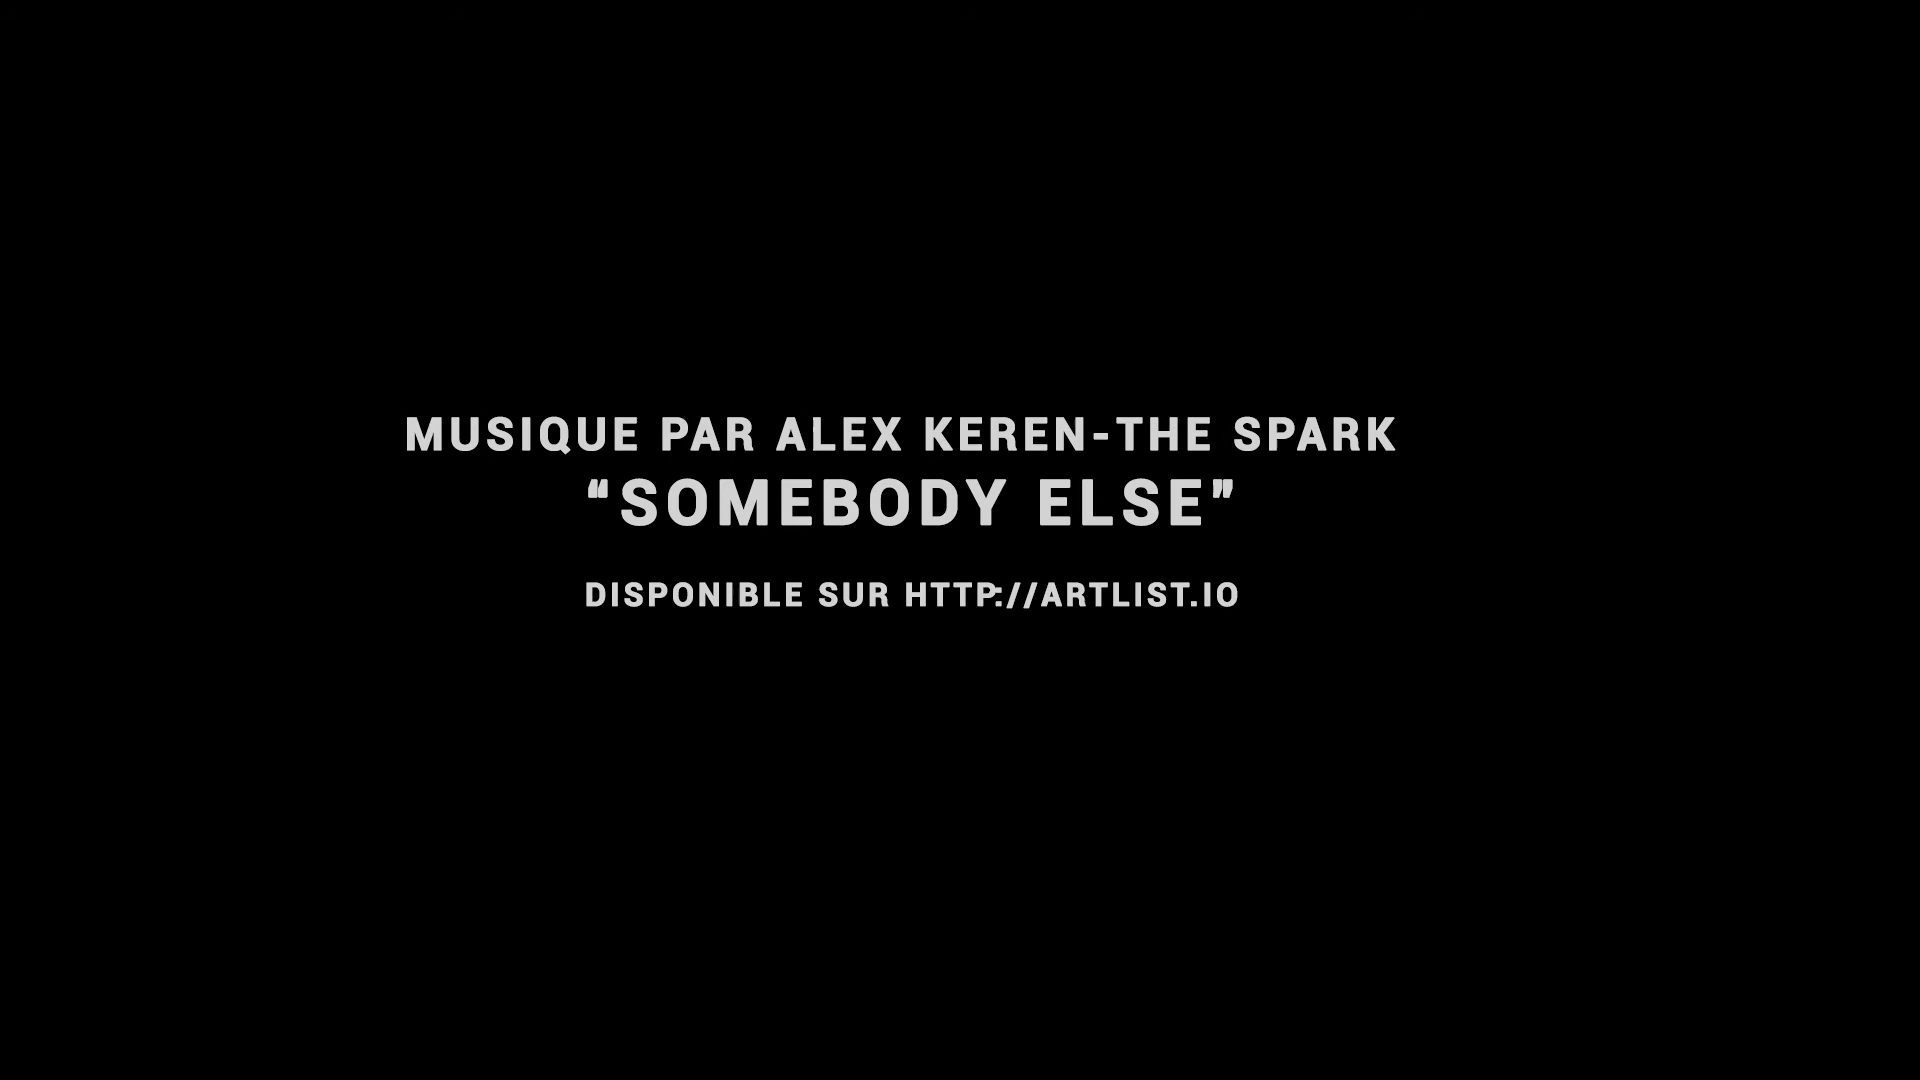 MUSIQUE PAR ALEX KEREN-THE SPARK
“SOMEBODY ELSE”
DISPONIBLE SUR HTTP://ARTLIST.IO